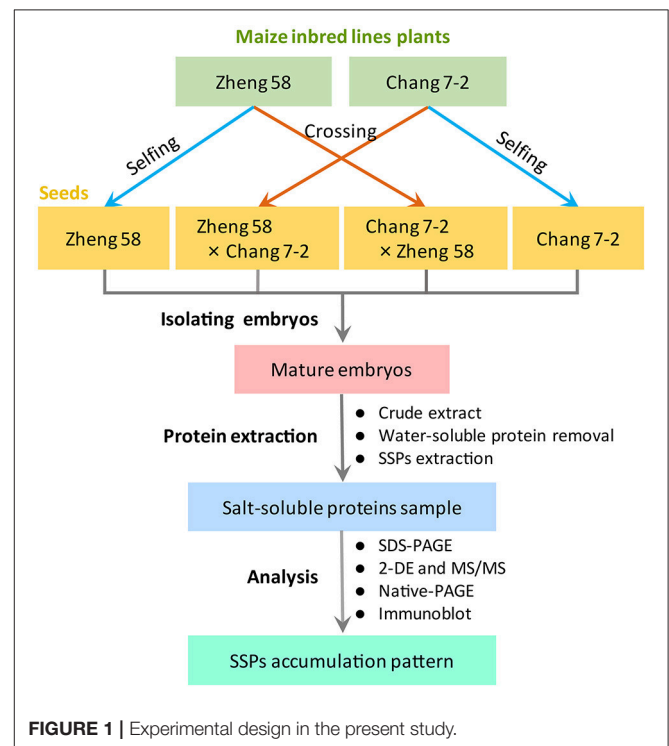 Maize inbred lines plants
Zheng 58
Chang 7-2
Selfing
Crossing
Selfing
Seeds
Zheng 58
Zheng 58
× Chang 7-2
Chang 7-2
× Zheng 58
Chang 7-2
Isolating embryos
Mature embryos
Protein extraction
● Crude extract
● Water-soluble protein removal
● SSPs extraction
Salt-soluble proteins sample
Analysis
● SDS-PAGE
● 2-DE and MS/MS
● Native-PAGE
● Immunoblot
SSPs accumulation pattern
FIGURE 1 | Experimental design in the present study.